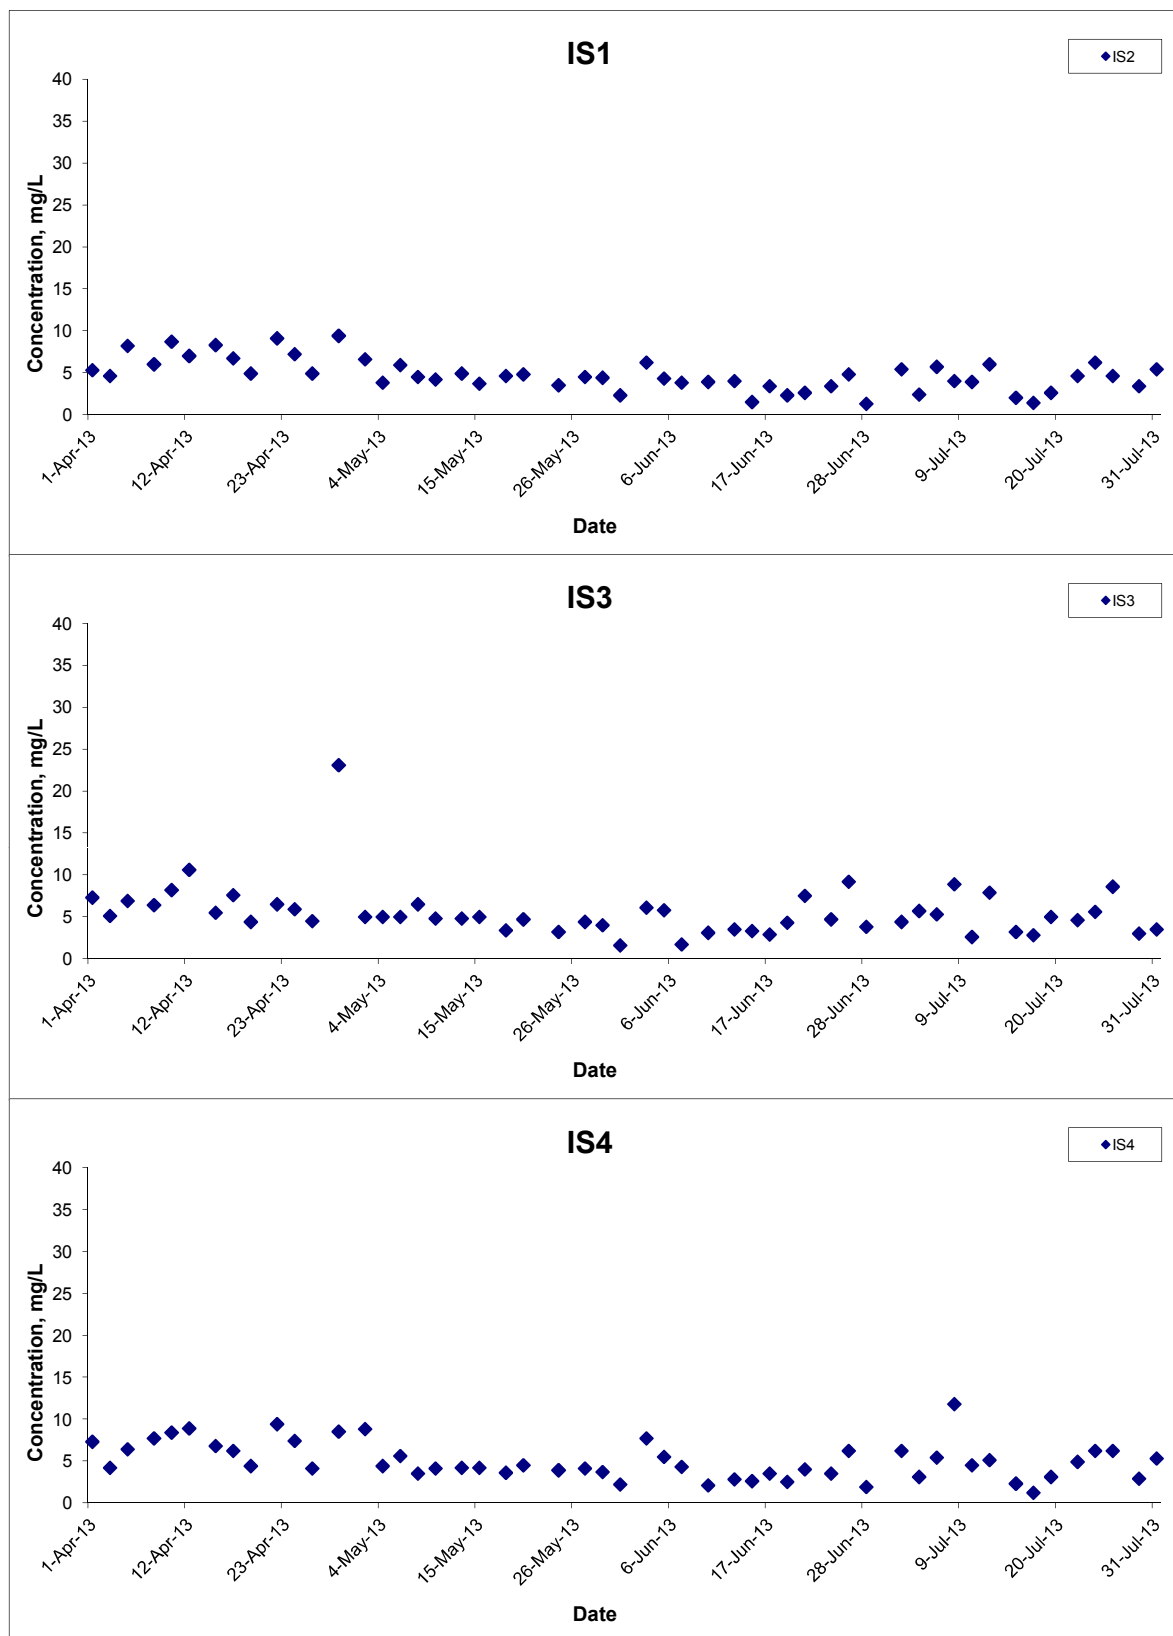 IS1
IS2
40
35
30
25
20
15
10
5
0
Concentration, mg/L
1-Apr-13
12-Apr-13
23-Apr-13
4-May-13
15-May-13
26-May-13
6-Jun-13
17-Jun-13
28-Jun-13
9-Jul-13
20-Jul-13
31-Jul-13
Date
IS3
IS3
40
35
30
25
20
15
10
5
0
Concentration, mg/L
1-Apr-13
12-Apr-13
23-Apr-13
4-May-13
15-May-13
26-May-13
6-Jun-13
17-Jun-13
28-Jun-13
9-Jul-13
20-Jul-13
31-Jul-13
Date
IS4
IS4
40
35
30
25
20
15
10
5
0
Concentration, mg/L
1-Apr-13
12-Apr-13
23-Apr-13
4-May-13
15-May-13
26-May-13
6-Jun-13
17-Jun-13
28-Jun-13
9-Jul-13
20-Jul-13
31-Jul-13
Date